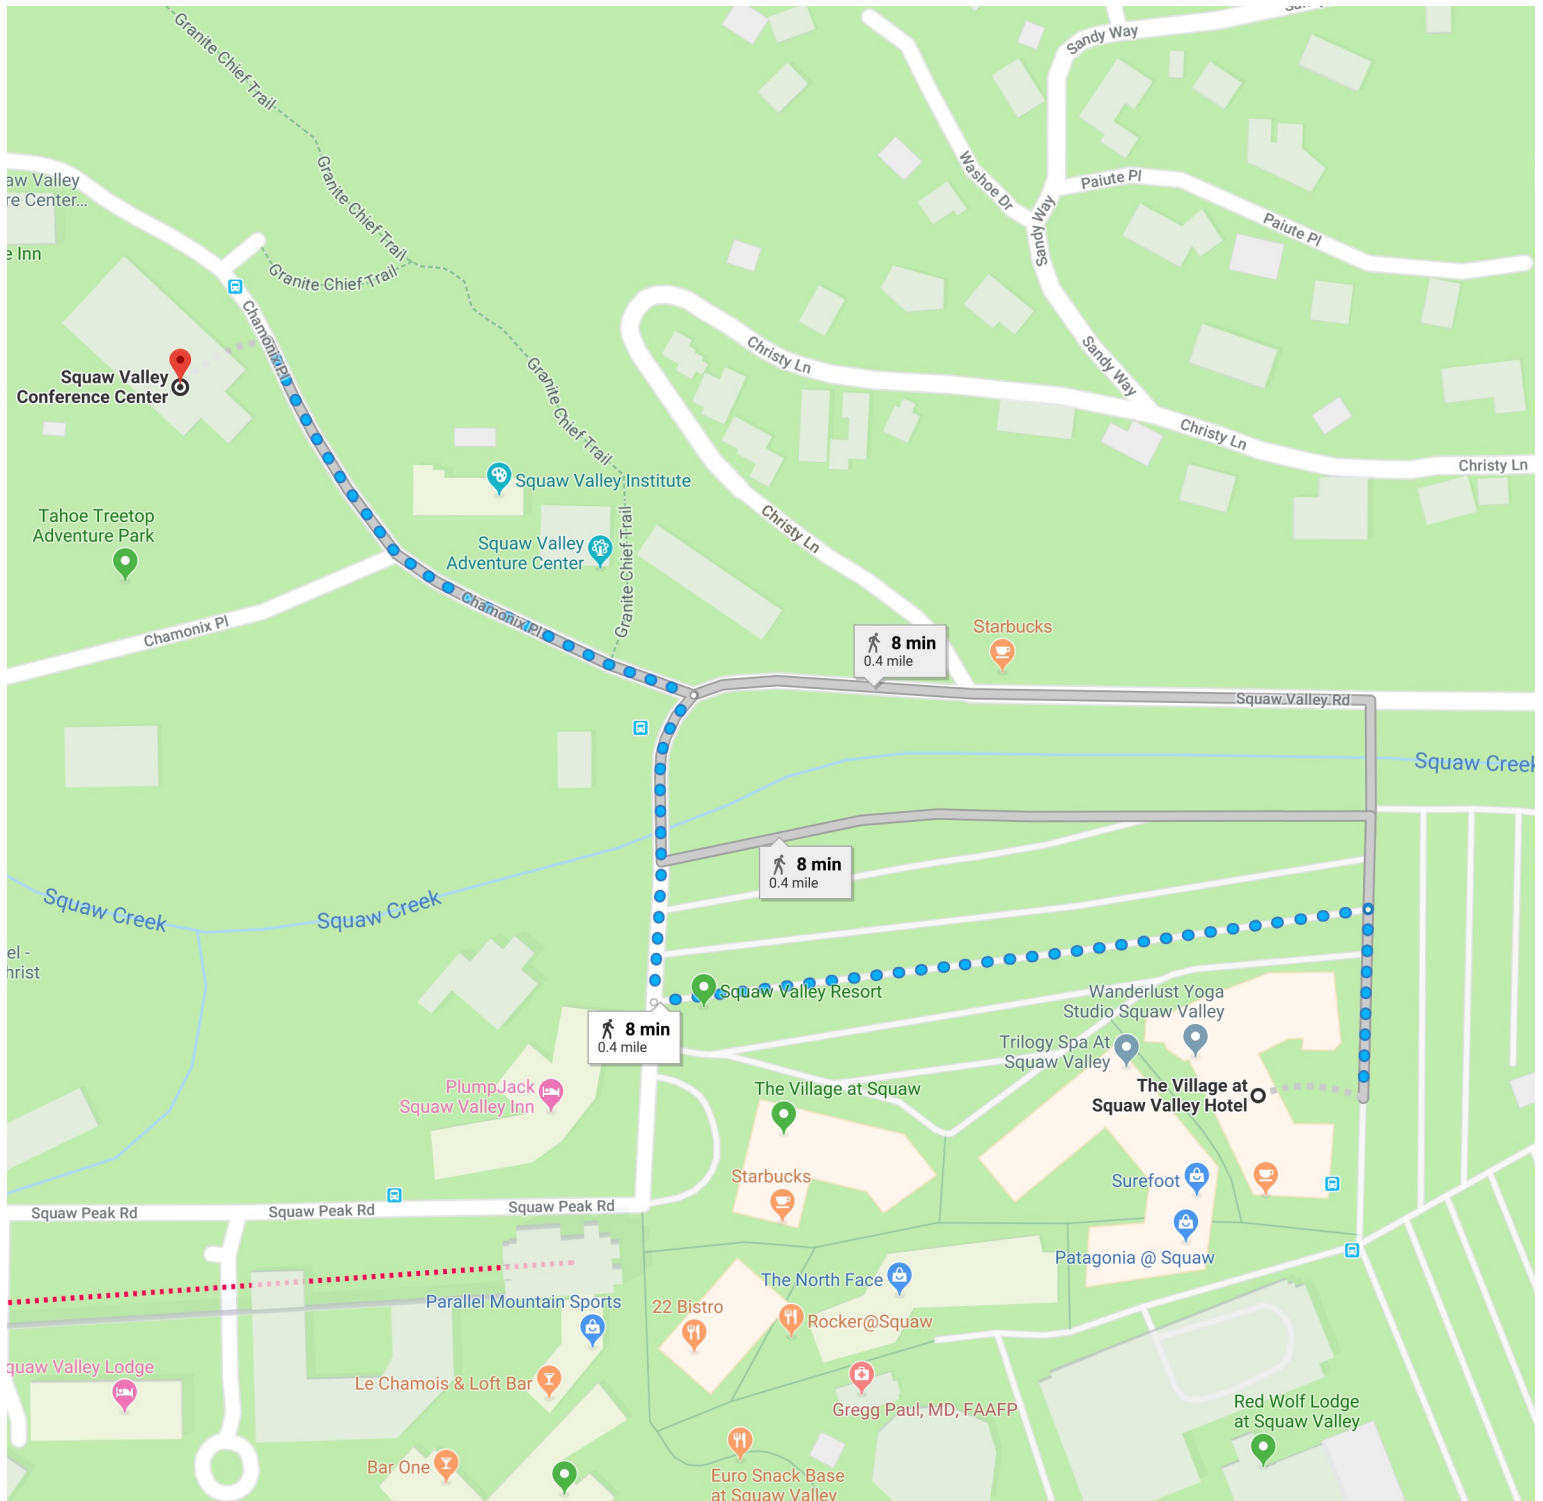 Granite Chief Trail
Sandy Way
San
Washoe Dr
Granite Chief Trail
aw Valley
re Center...
Paiute Pl
Sandy Way
Paiute Pl
e Inn
Granite Chief Trail
Chamonix Pl
Christy Ln
Sandy Way
Squaw Valley
Conference Center
Granite Chief Trail
Christy Ln
Christy Ln
Squaw Valley Institute
Tahoe Treetop
Adventure Park
Christy Ln
Squaw Valley
Adventure Center
Granite Chief Trail
Chamonix Pl
Chamonix Pl
Starbucks
8 min
0.4 mile
Squaw Valley Rd
Squaw Creek
8 min
0.4 mile
Squaw Creek
Squaw Creek
el -
hrist
Squaw Valley Resort
Wanderlust Yoga
Studio Squaw Valley
8 min
0.4 mile
Trilogy Spa At
Squaw Valley
PlumpJack
Squaw Valley Inn
The Village at Squaw
The Village at
Squaw Valley Hotel
Starbucks
Surefoot
Squaw Peak Rd
Squaw Peak Rd
Squaw Peak Rd
Patagonia @ Squaw
The North Face
Parallel Mountain Sports
22 Bistro
Rocker@Squaw
quaw Valley Lodge
Le Chamois & Loft Bar
Gregg Paul, MD, FAAFP
Red Wolf Lodge
at Squaw Valley
Bar One
Euro Snack Base
at Squaw Valley